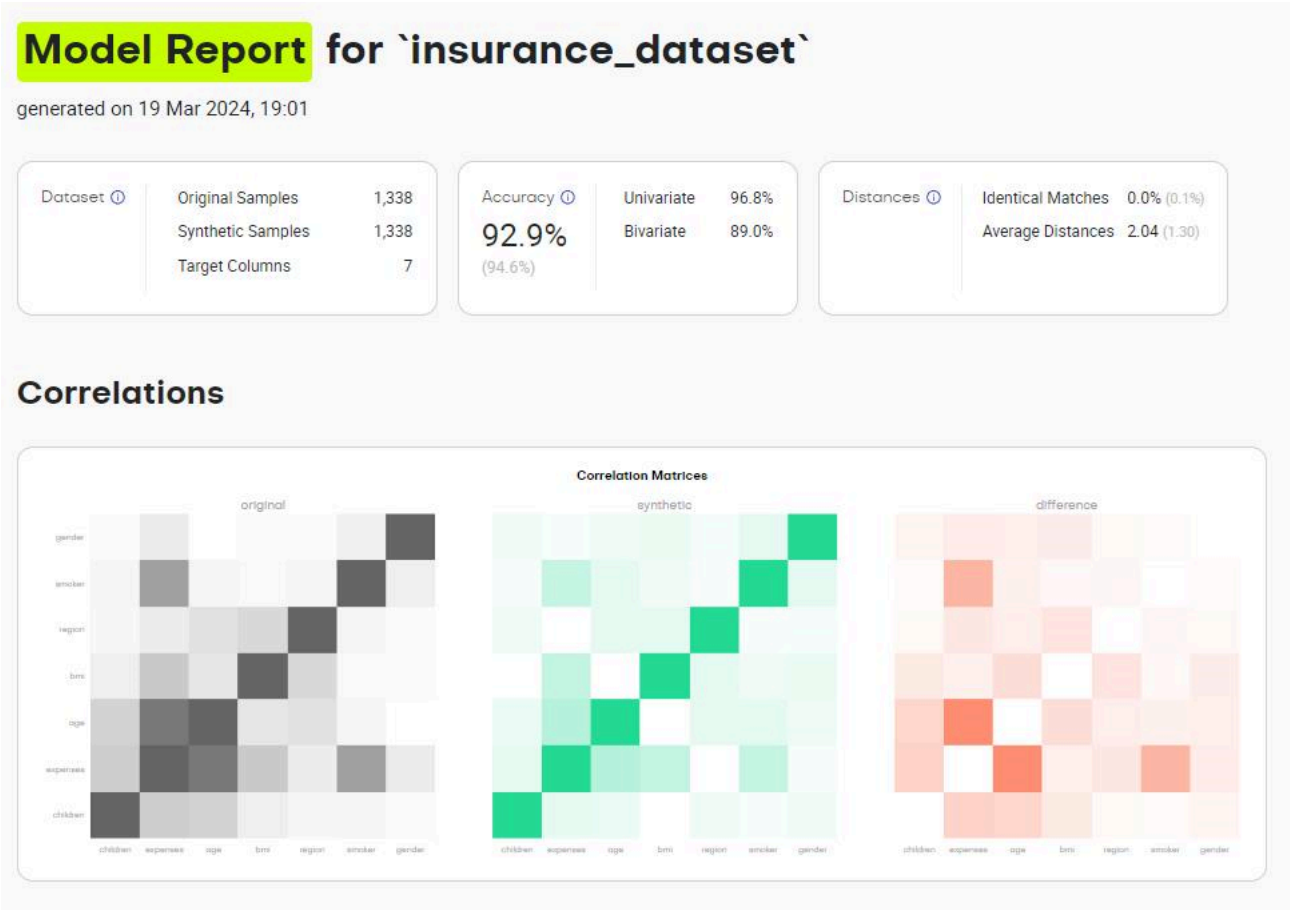 Model Report for `insurance_dataset`
generated on 19 Mar 2024, 19:01
Dataset
Original Samples 1,338
Synthetic Samples 1,338
Target Columns 7
Accuracy
92.9%
(94.6%)
Univariate 96.8%
Bivariate 89.0%
Distances
Identical Matches 0.0% (0.1%)
Average Distances 2.04 (1.30)
Correlations
Correlation Matrices
original
synthetic
difference
gender
smoker
region
bmi
age
expenses
children
children expenses age bmi region smoker gender
children expenses age bmi region smoker gender
children expenses age bmi region smoker gender